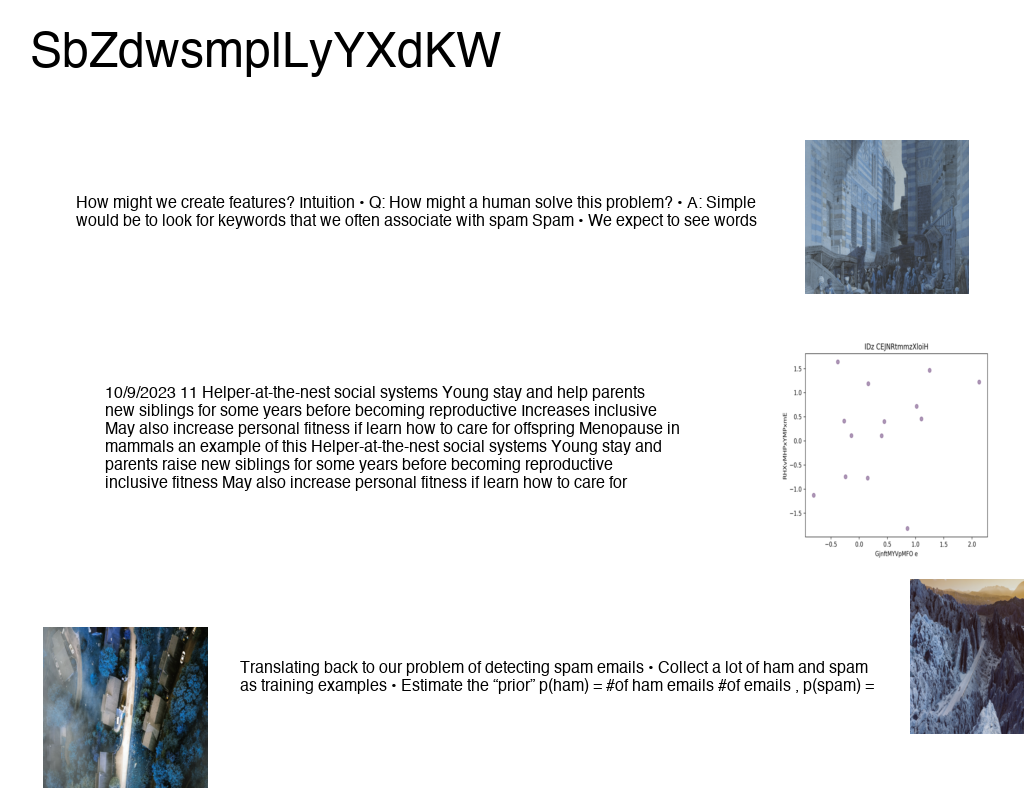 SbZdwsmplLyYXdKW
How might we create features? Intuition • Q: How might a human solve this problem? • A: Simple
would be to look for keywords that we often associate with spam Spam • We expect to see words
10/9/2023 11 Helper-at-the-nest social systems Young stay and help parents
new siblings for some years before becoming reproductive Increases inclusive
May also increase personal fitness if learn how to care for offspring Menopause in
mammals an example of this Helper-at-the-nest social systems Young stay and
parents raise new siblings for some years before becoming reproductive
inclusive fitness May also increase personal fitness if learn how to care for
IDz CEJNRtmmzXloiH
1.5
1.0
0.5
0.0
−0.5
−1.0
−1.5
−0.5 0.0 0.5 1.0 1.5 2.0
GjnftMYVpMFO e
Translating back to our problem of detecting spam emails • Collect a lot of ham and spam
as training examples • Estimate the “prior” p(ham) = #of ham emails #of emails , p(spam) =